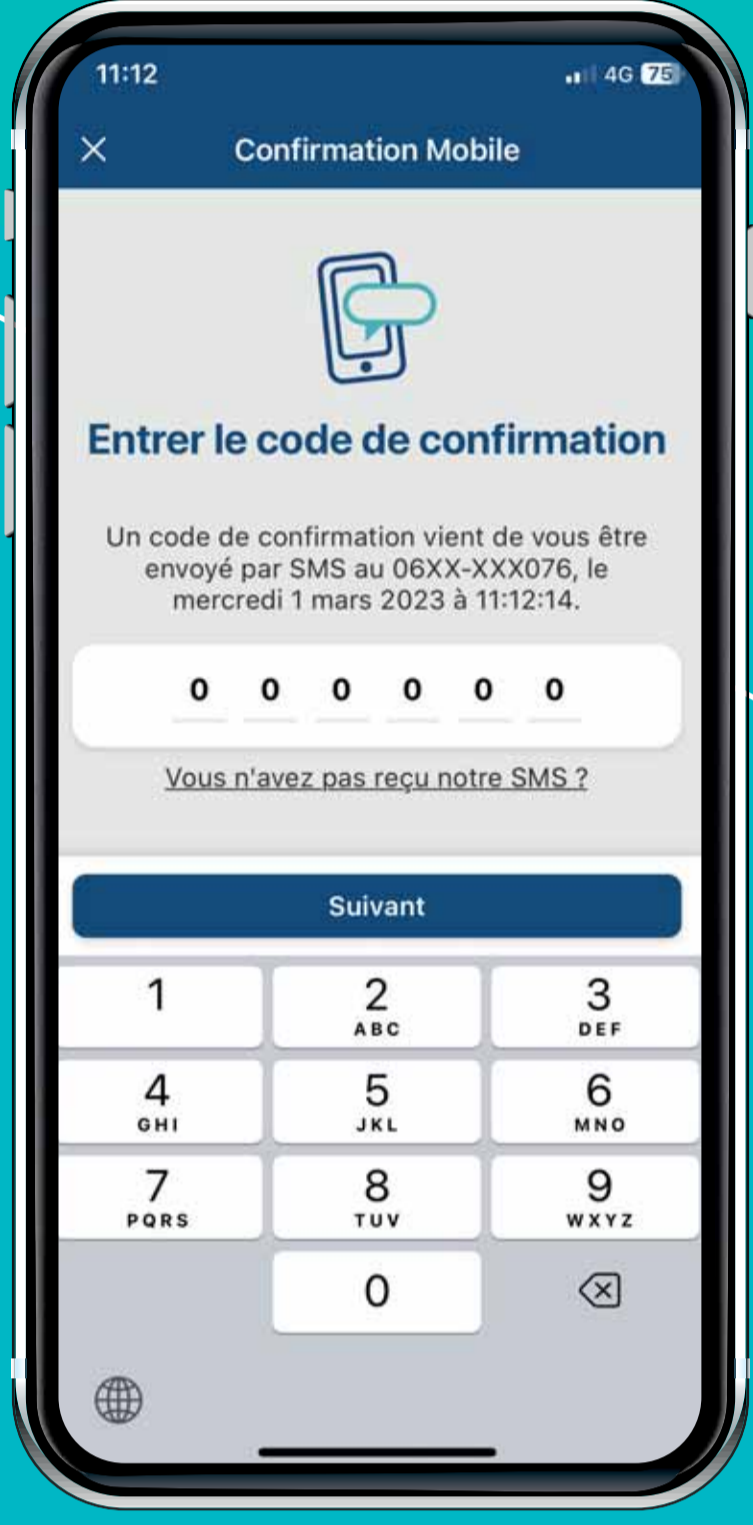 11:12 4G 75
Confirmation Mobile
Entrer le code de confirmation
Un code de confirmation vient de vous être
envoyé par SMS au 06XX-XXX076, le
mercredi 1 mars 2023 à 11:12:14.
0 0 0 0 0 0
Vous n'avez pas reçu notre SMS ?
Suivant
1 2 3
ABC DEF
4 5 6
GHI JKL MNO
7 8 9
PQRS TUV WXYZ
0